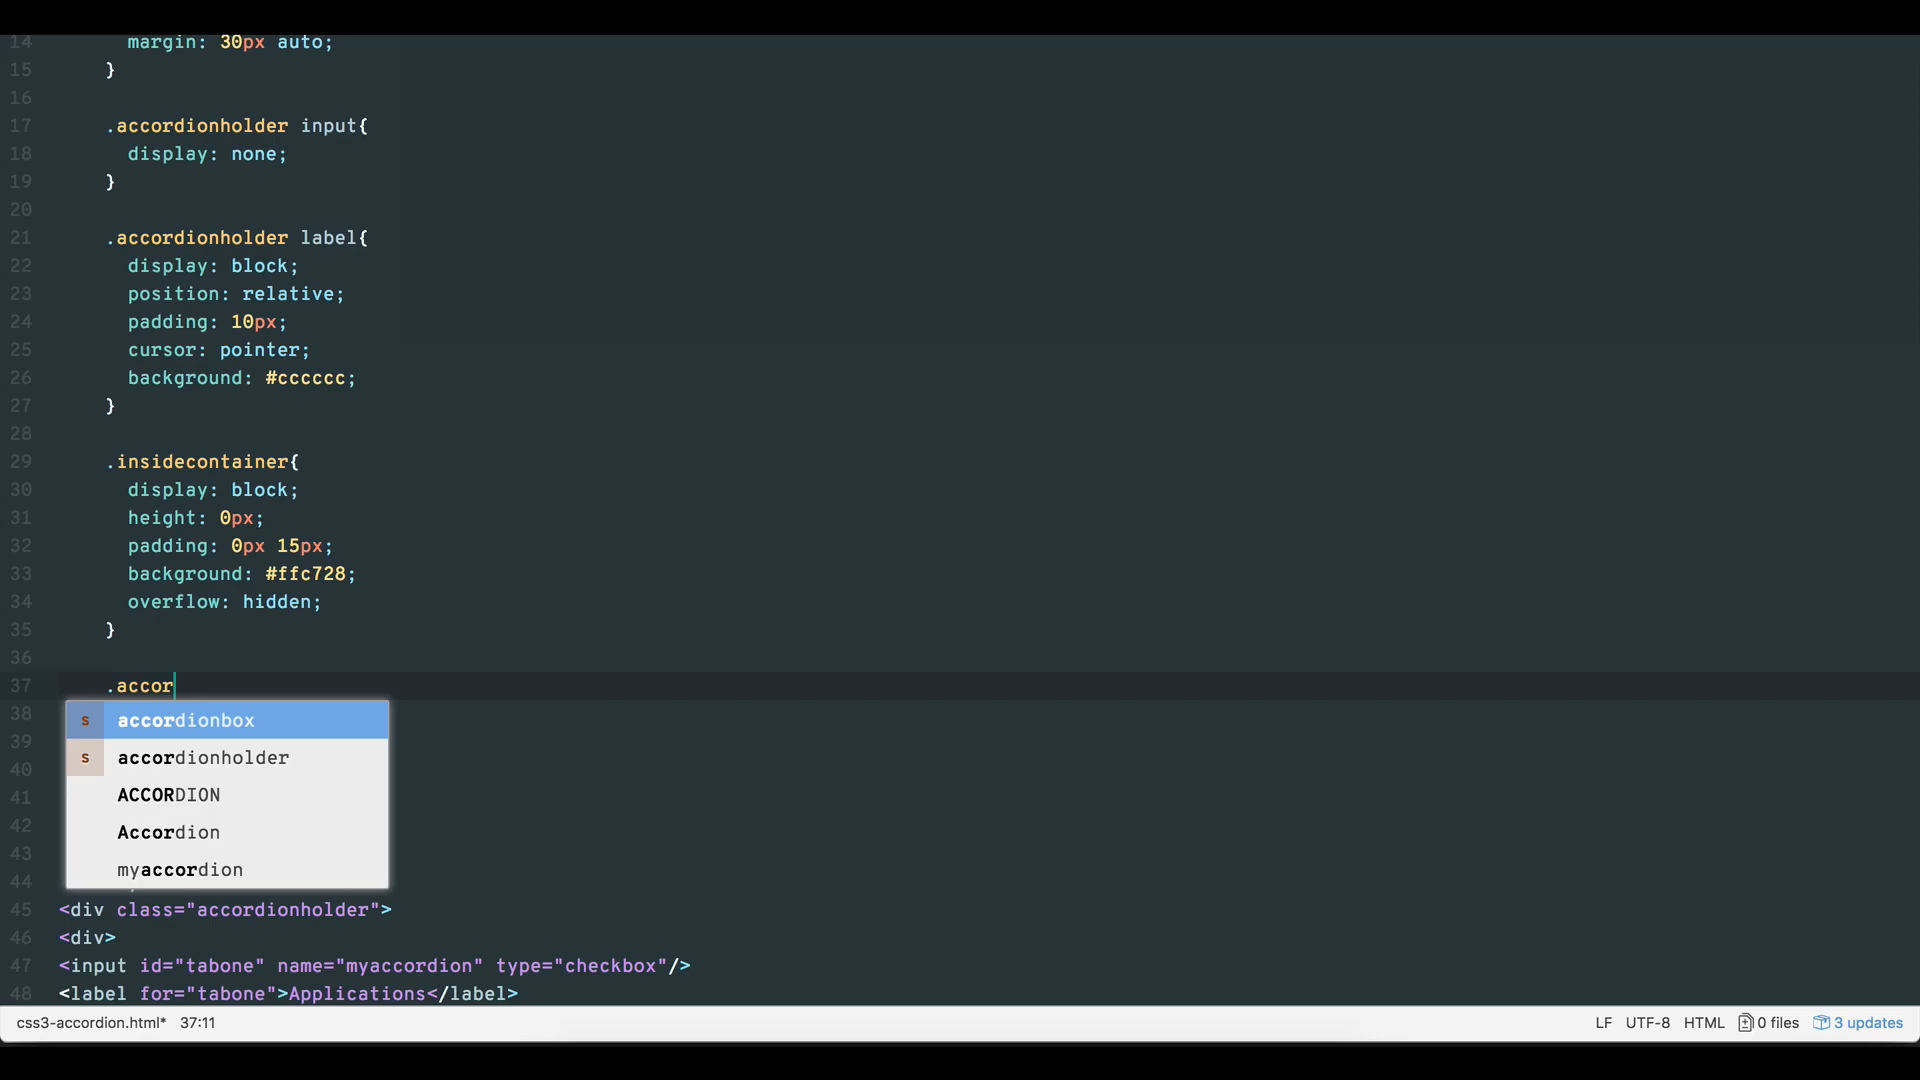 14 margin: 30px auto;
15 }
16
17 .accordionholder input{
18 display: none;
19 }
20
21 .accordionholder label{
22 display: block;
23 position: relative;
24 padding: 10px;
25 cursor: pointer;
26 background: #cccccc;
27 }
28
29 .insidecontainer{
30 display: block;
31 height: 0px;
32 padding: 0px 15px;
33 background: #ffc728;
34 overflow: hidden;
35 }
36
37 .accor
38 s accordionbox
39 s accordionholder
40 ACCORDION
41
42 Accordion
43 myaccordion
44
45 <div class="accordionholder">
46 <div>
47 <input id="tabone" name="myaccordion" type="checkbox"/>
48 <label for="tabone">Applications</label>
css3-accordion.html* 37:11 LF UTF-8 HTML 0 files 3 updates